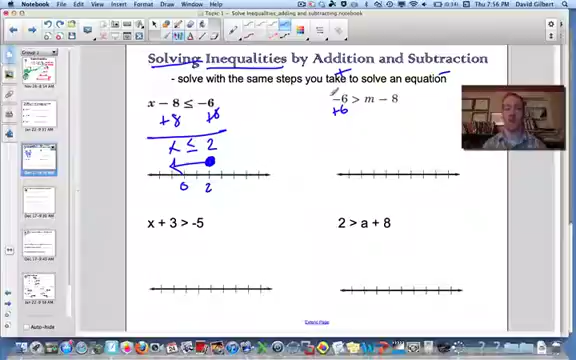 Notebook File Edit View Insert Format Draw Help
Thu 7:56 PM David Gilbert
Topic 1 - Solve Inequalities_adding and subtracting notebook
Solving Inequalities by Addition and Subtraction
- solve with the same steps you take to solve an equation
+ −
x − 8 ≤ −6
+8 +8
x ≤ 2
0 2
−6 > m − 8
+6
x + 3 > -5
2 > a + 8
Auto-hide